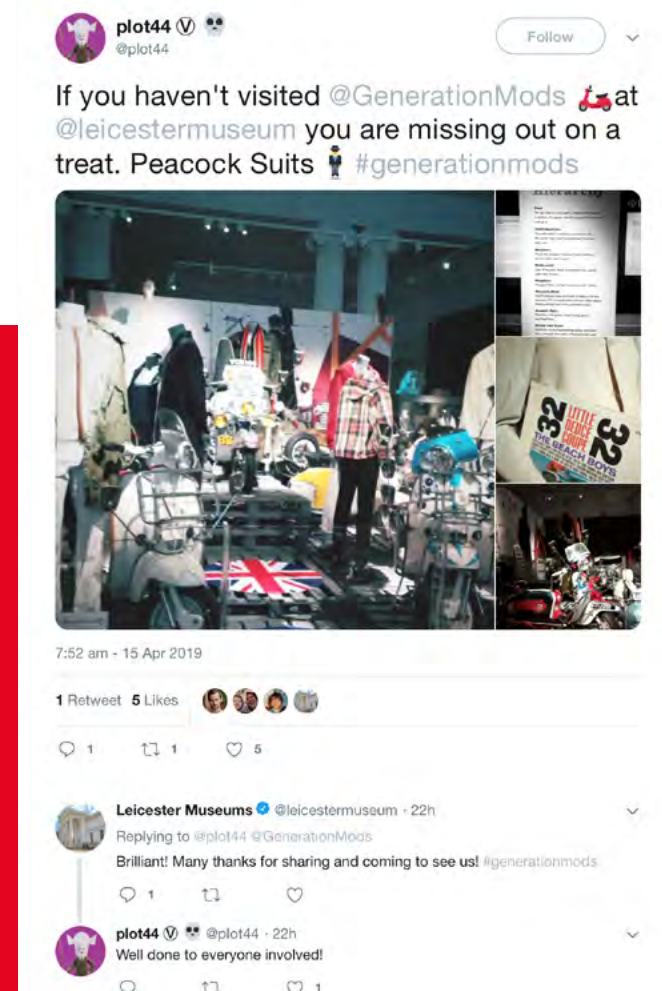 plot44 Ⓥ 💀
@plot44
Follow
If you haven't visited @GenerationMods 🛵at
@leicestermuseum you are missing out on a
treat. Peacock Suits 🕴 #generationmods
Hierarchy
32
LITTLE
DEUCE
COUPE
32
THE BEACH BOYS
7:52 am - 15 Apr 2019
1 Retweet 5 Likes
1 1 5
Leicester Museums @leicestermuseum · 22h
Replying to @plot44 @GenerationMods
Brilliant! Many thanks for sharing and coming to see us! #generationmods
1
plot44 Ⓥ 💀 @plot44 · 22h
Well done to everyone involved!
1